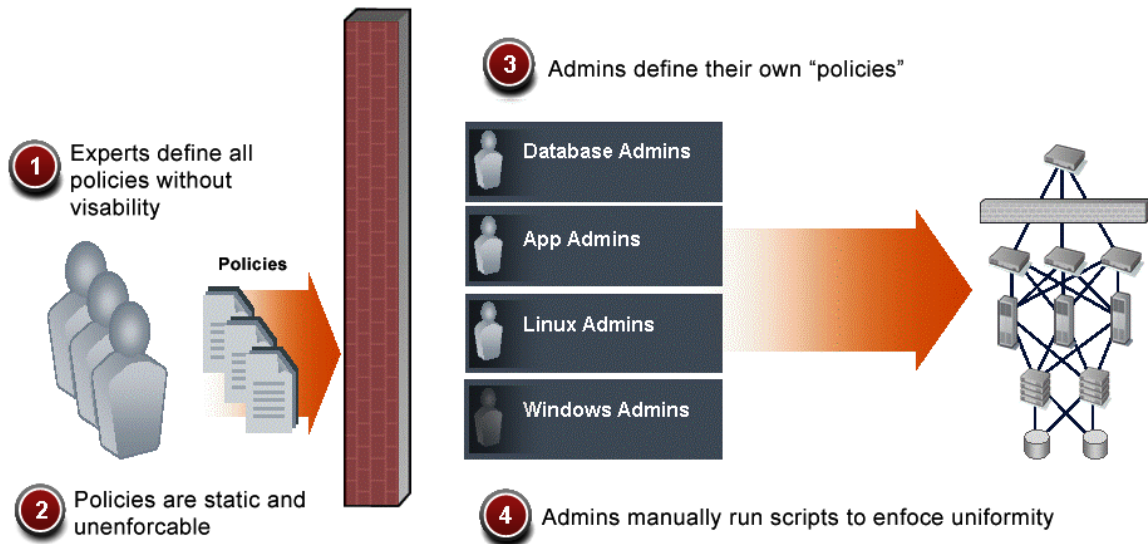 1
Experts define all
policies without
visability
Policies
2
Policies are static and
unenforcable
3
Admins define their own “policies”
Database Admins
App Admins
Linux Admins
Windows Admins
4
Admins manually run scripts to enfoce uniformity